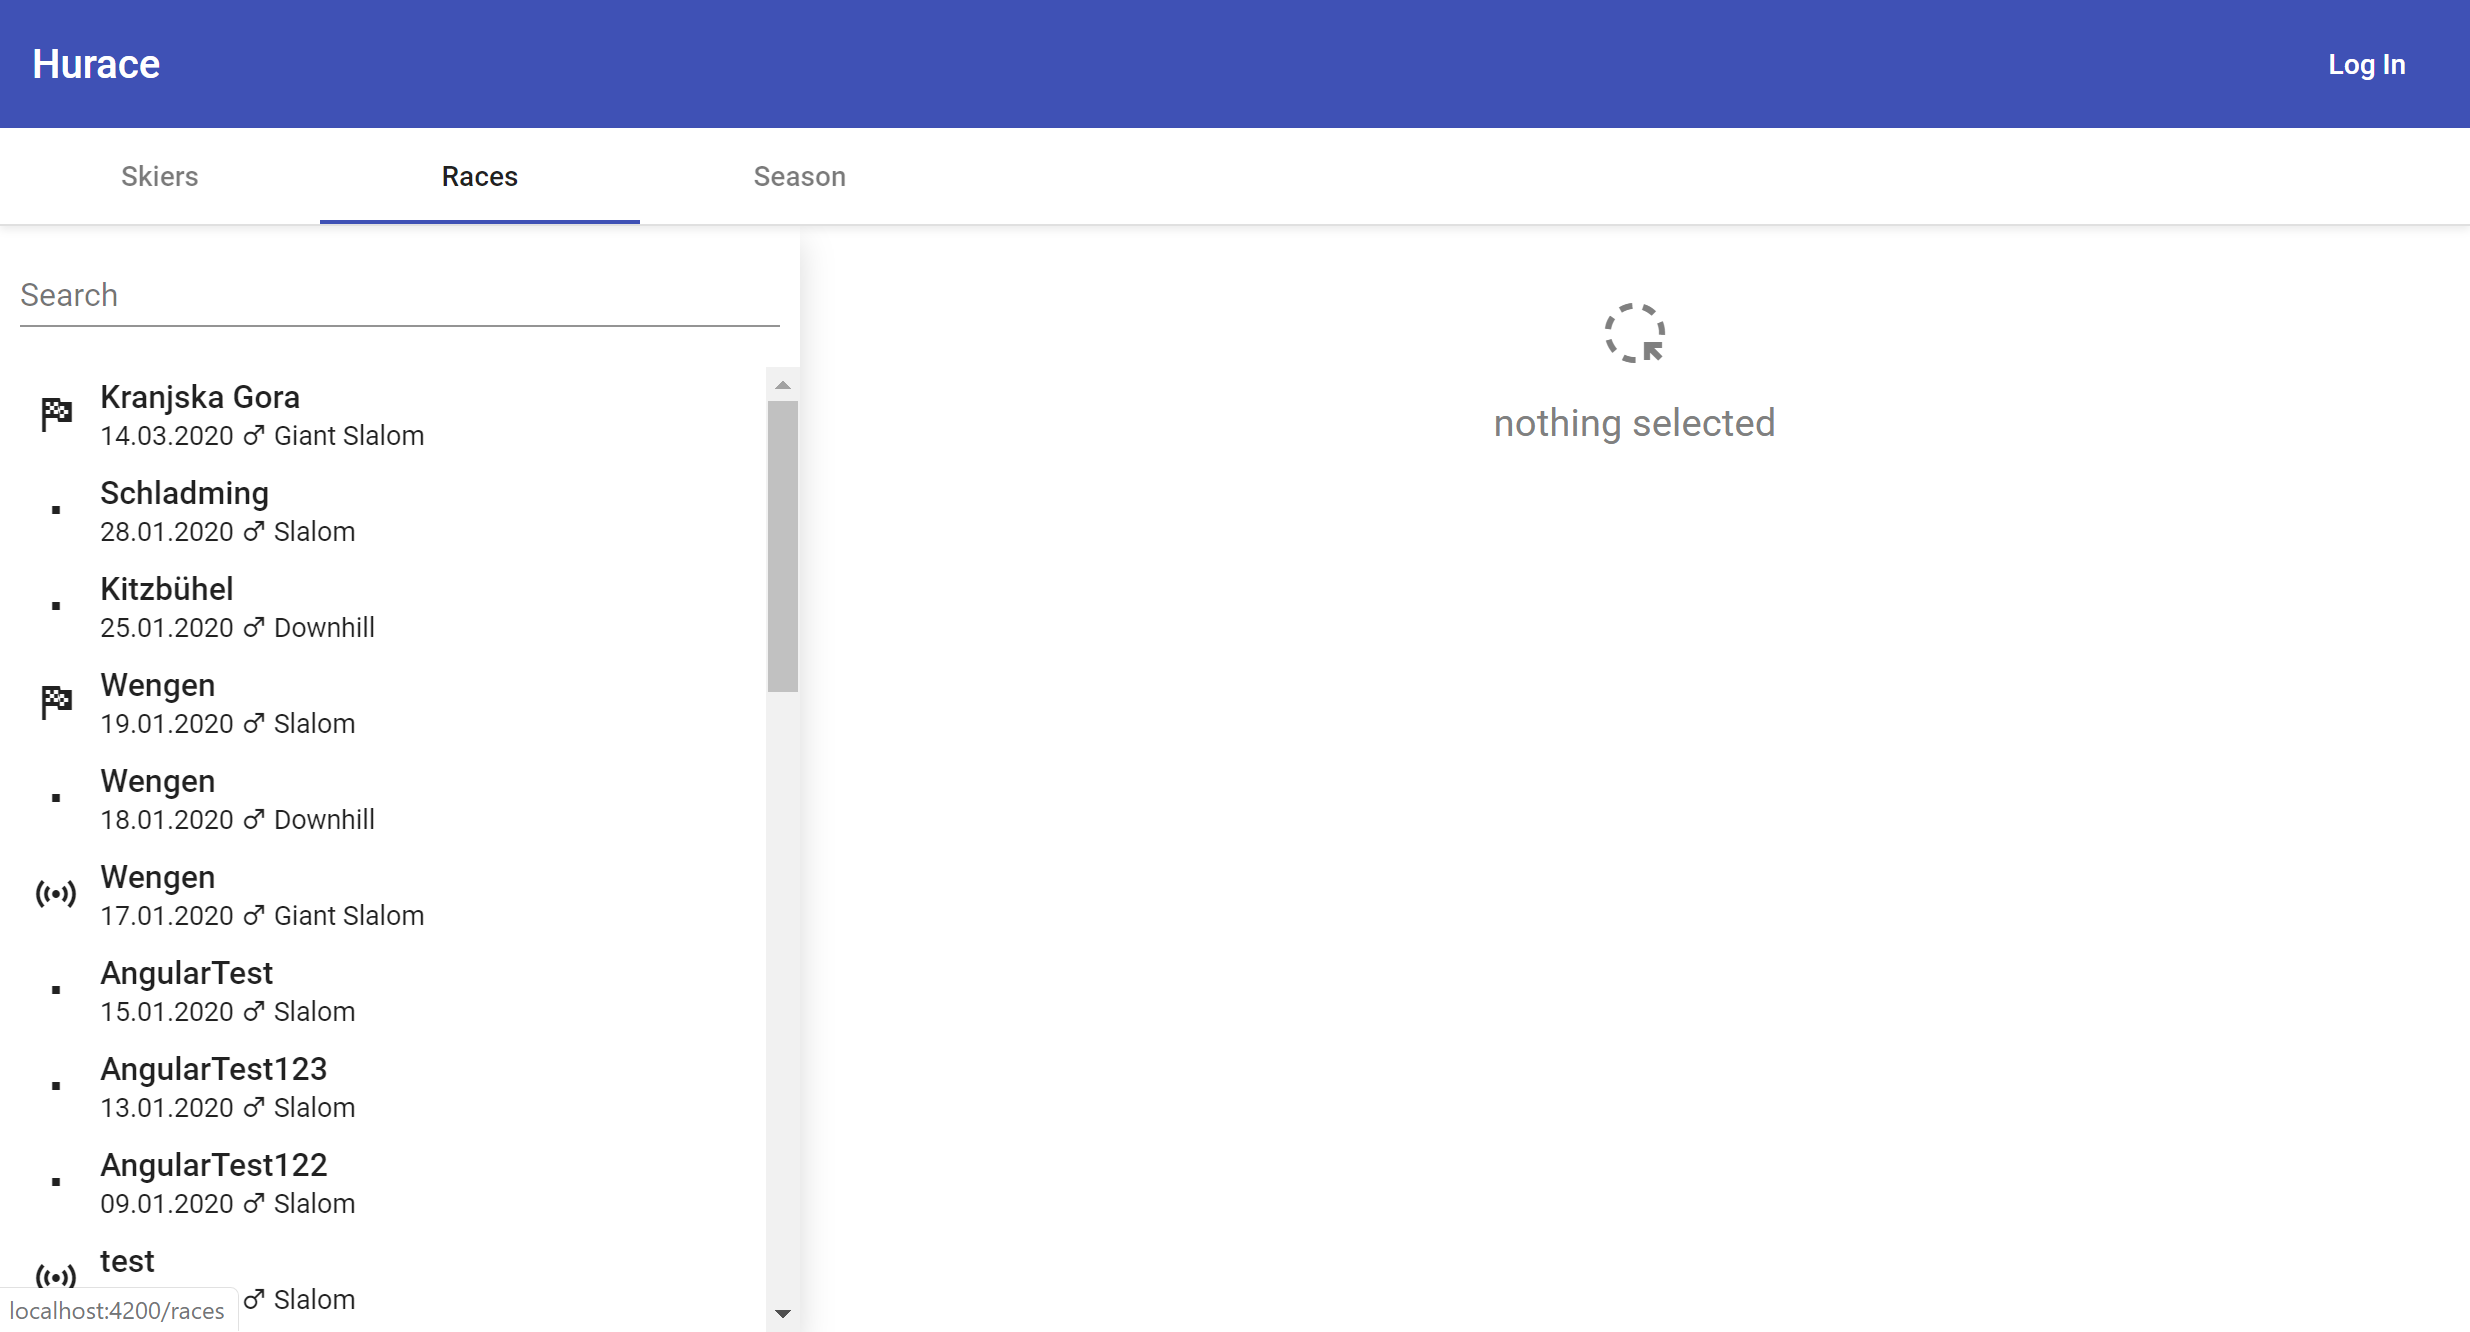 Hurace
Log In
Skiers
Races
Season
Search
Kranjska Gora
14.03.2020 ♂ Giant Slalom
Schladming
28.01.2020 ♂ Slalom
Kitzbühel
25.01.2020 ♂ Downhill
Wengen
19.01.2020 ♂ Slalom
Wengen
18.01.2020 ♂ Downhill
Wengen
17.01.2020 ♂ Giant Slalom
AngularTest
15.01.2020 ♂ Slalom
AngularTest123
13.01.2020 ♂ Slalom
AngularTest122
09.01.2020 ♂ Slalom
test
♂ Slalom
localhost:4200/races
nothing selected